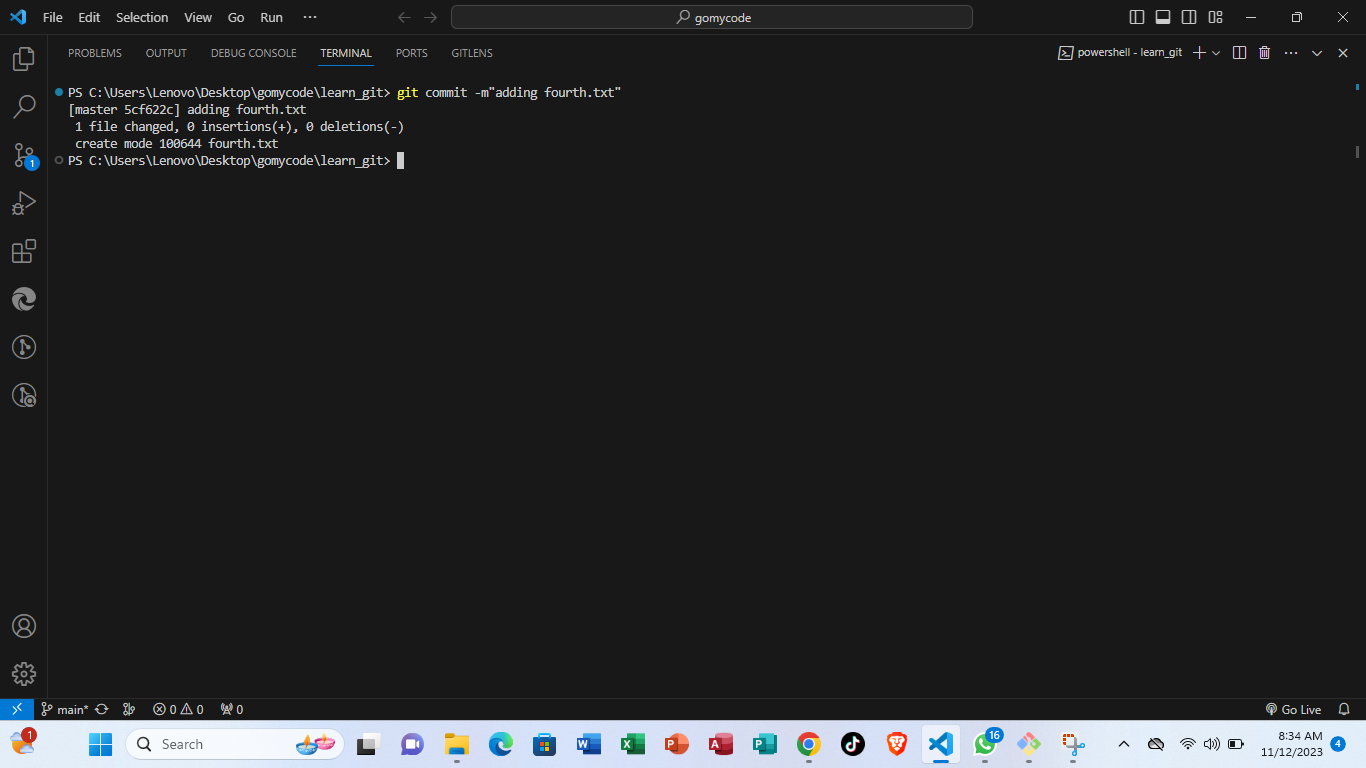 File Edit Selection View Go Run ···
gomycode
PROBLEMS OUTPUT DEBUG CONSOLE TERMINAL PORTS GITLENS
powershell - learn_git
PS C:\Users\Lenovo\Desktop\gomycode\learn_git> git commit -m"adding fourth.txt"
[master 5cf622c] adding fourth.txt
1 file changed, 0 insertions(+), 0 deletions(-)
create mode 100644 fourth.txt
PS C:\Users\Lenovo\Desktop\gomycode\learn_git>
1
main* 0 0 0
Go Live
1
Search
16
8:34 AM
11/12/2023
4